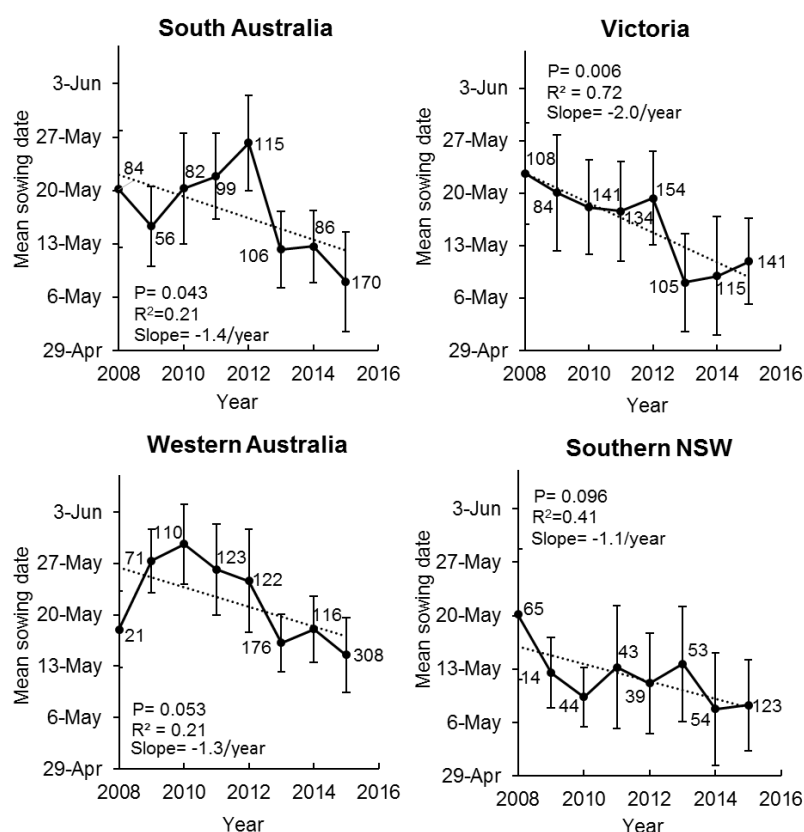 South Australia
Mean sowing date
3-Jun
27-May
20-May
13-May
6-May
29-Apr
84
56
82
99
115
106
86
170
P= 0.043
R²=0.21
Slope= -1.4/year
2008 2010 2012 2014 2016
Year
Victoria
Mean sowing date
3-Jun
27-May
20-May
13-May
6-May
29-Apr
P= 0.006
R² = 0.72
Slope= -2.0/year
108
84
141
134
154
105
115
141
2008 2010 2012 2014 2016
Year
Western Australia
Mean sowing date
3-Jun
27-May
20-May
13-May
6-May
29-Apr
21
71
110
123
122
176
116
308
P= 0.053
R² = 0.21
Slope= -1.3/year
2008 2010 2012 2014 2016
Year
Southern NSW
Mean sowing date
3-Jun
27-May
20-May
13-May
6-May
29-Apr
P= 0.096
R²=0.41
Slope= -1.1/year
65
14
44
43
39
53
54
123
2008 2010 2012 2014 2016
Year